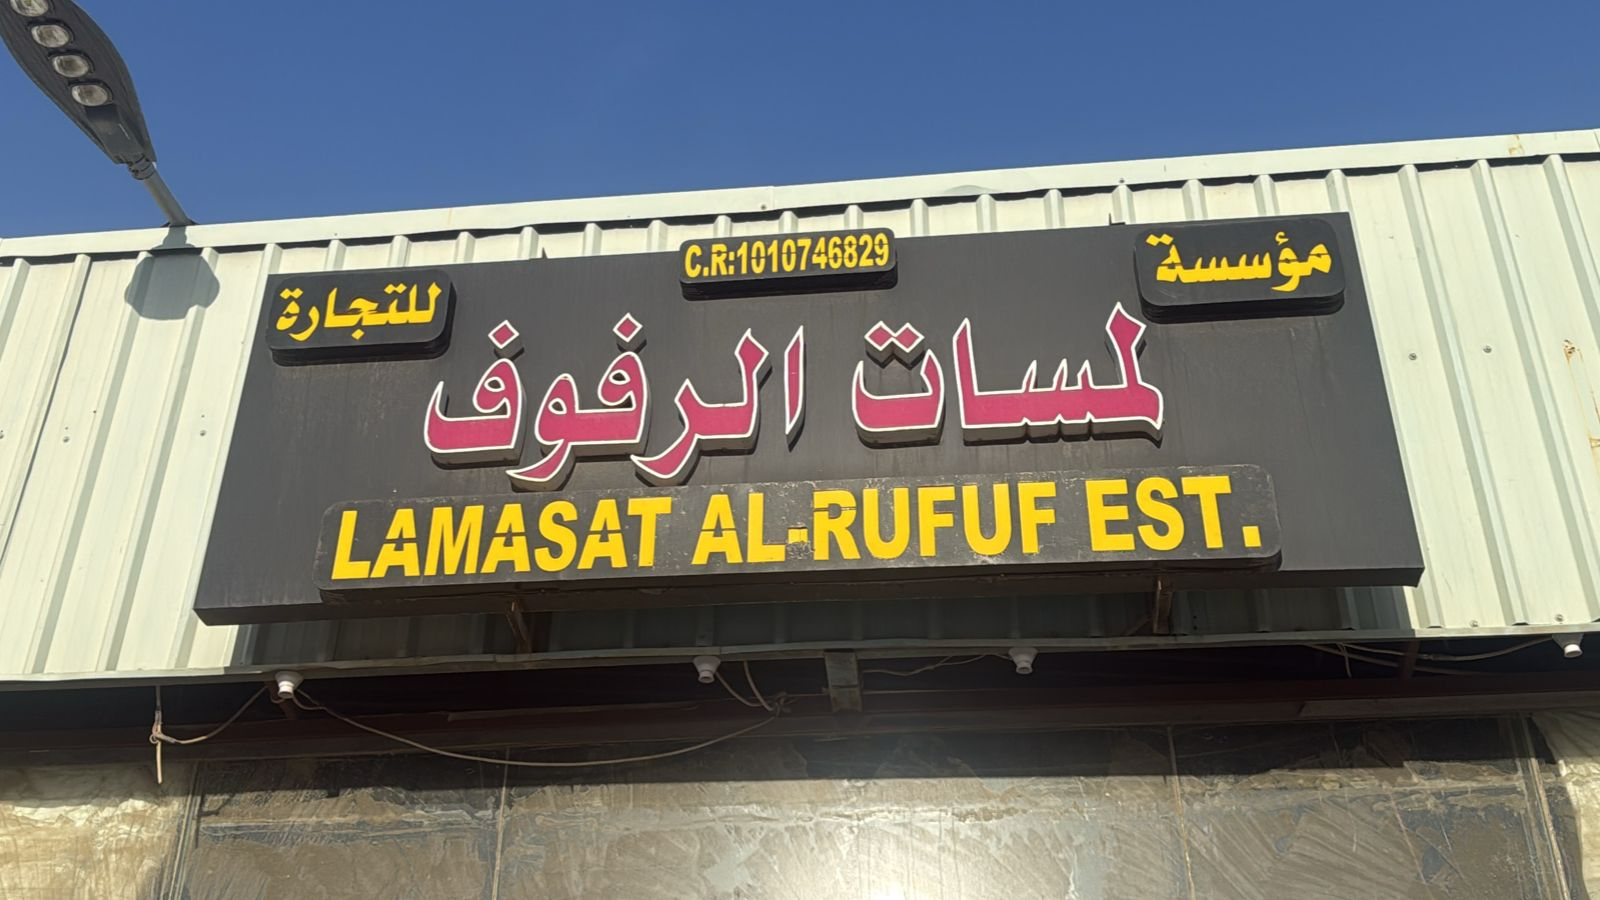 C.R:1010746829
مؤسسة
لمسات الرفوف
للتجارة
LAMASAT AL-RUFUF EST.